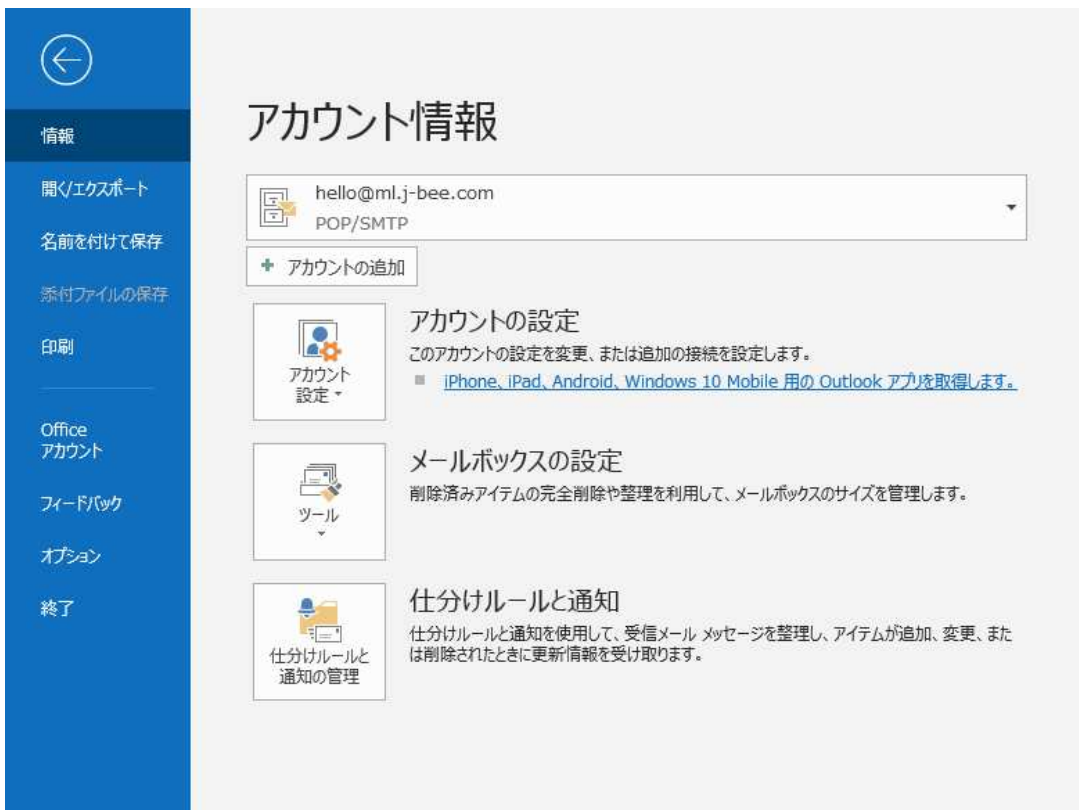 情報
開く/エクスポート
名前を付けて保存
添付ファイルの保存
印刷
Office
アカウント
フィードバック
オプション
終了
アカウント情報
hello@ml.j-bee.com
POP/SMTP
アカウントの追加
アカウント
設定
アカウントの設定
このアカウントの設定を変更、または追加の接続を設定します。
iPhone、iPad、Android、Windows 10 Mobile 用の Outlook アプリを取得します。
ツール
メールボックスの設定
削除済みアイテムの完全削除や整理を利用して、メールボックスのサイズを管理します。
仕分けルールと
通知の管理
仕分けルールと通知
仕分けルールと通知を使用して、受信メール メッセージを整理し、アイテムが追加、変更、また
は削除されたときに更新情報を受け取ります。